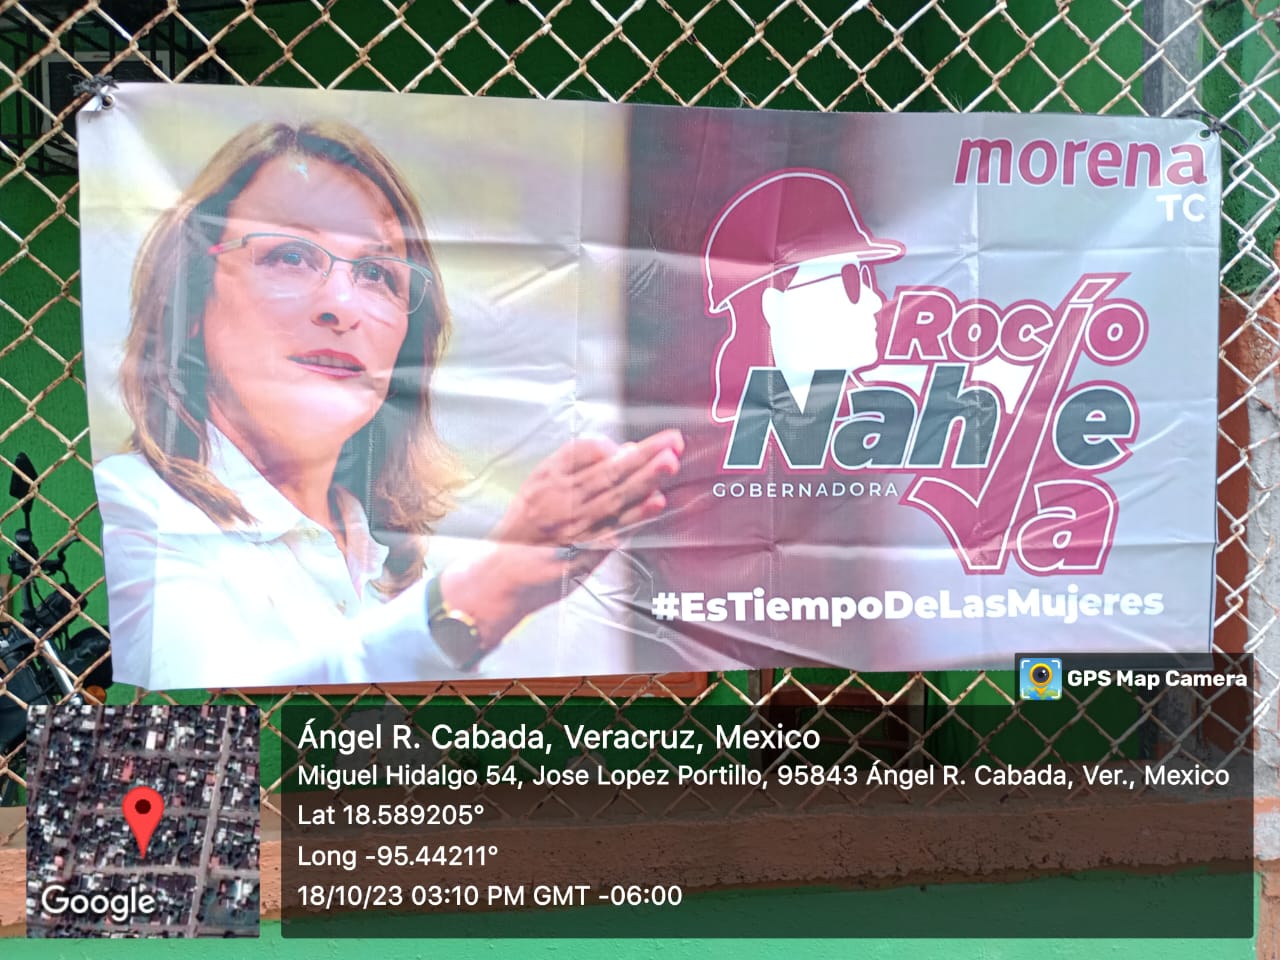 morena
TC
Rocío
Nahle
GOBERNADORA
Va
#EsTiempoDeLasMujeres
GPS Map Camera
Ángel R. Cabada, Veracruz, Mexico
Miguel Hidalgo 54, Jose Lopez Portillo, 95843 Ángel R. Cabada, Ver., Mexico
Lat 18.589205°
Long -95.44211°
18/10/23 03:10 PM GMT -06:00
Google